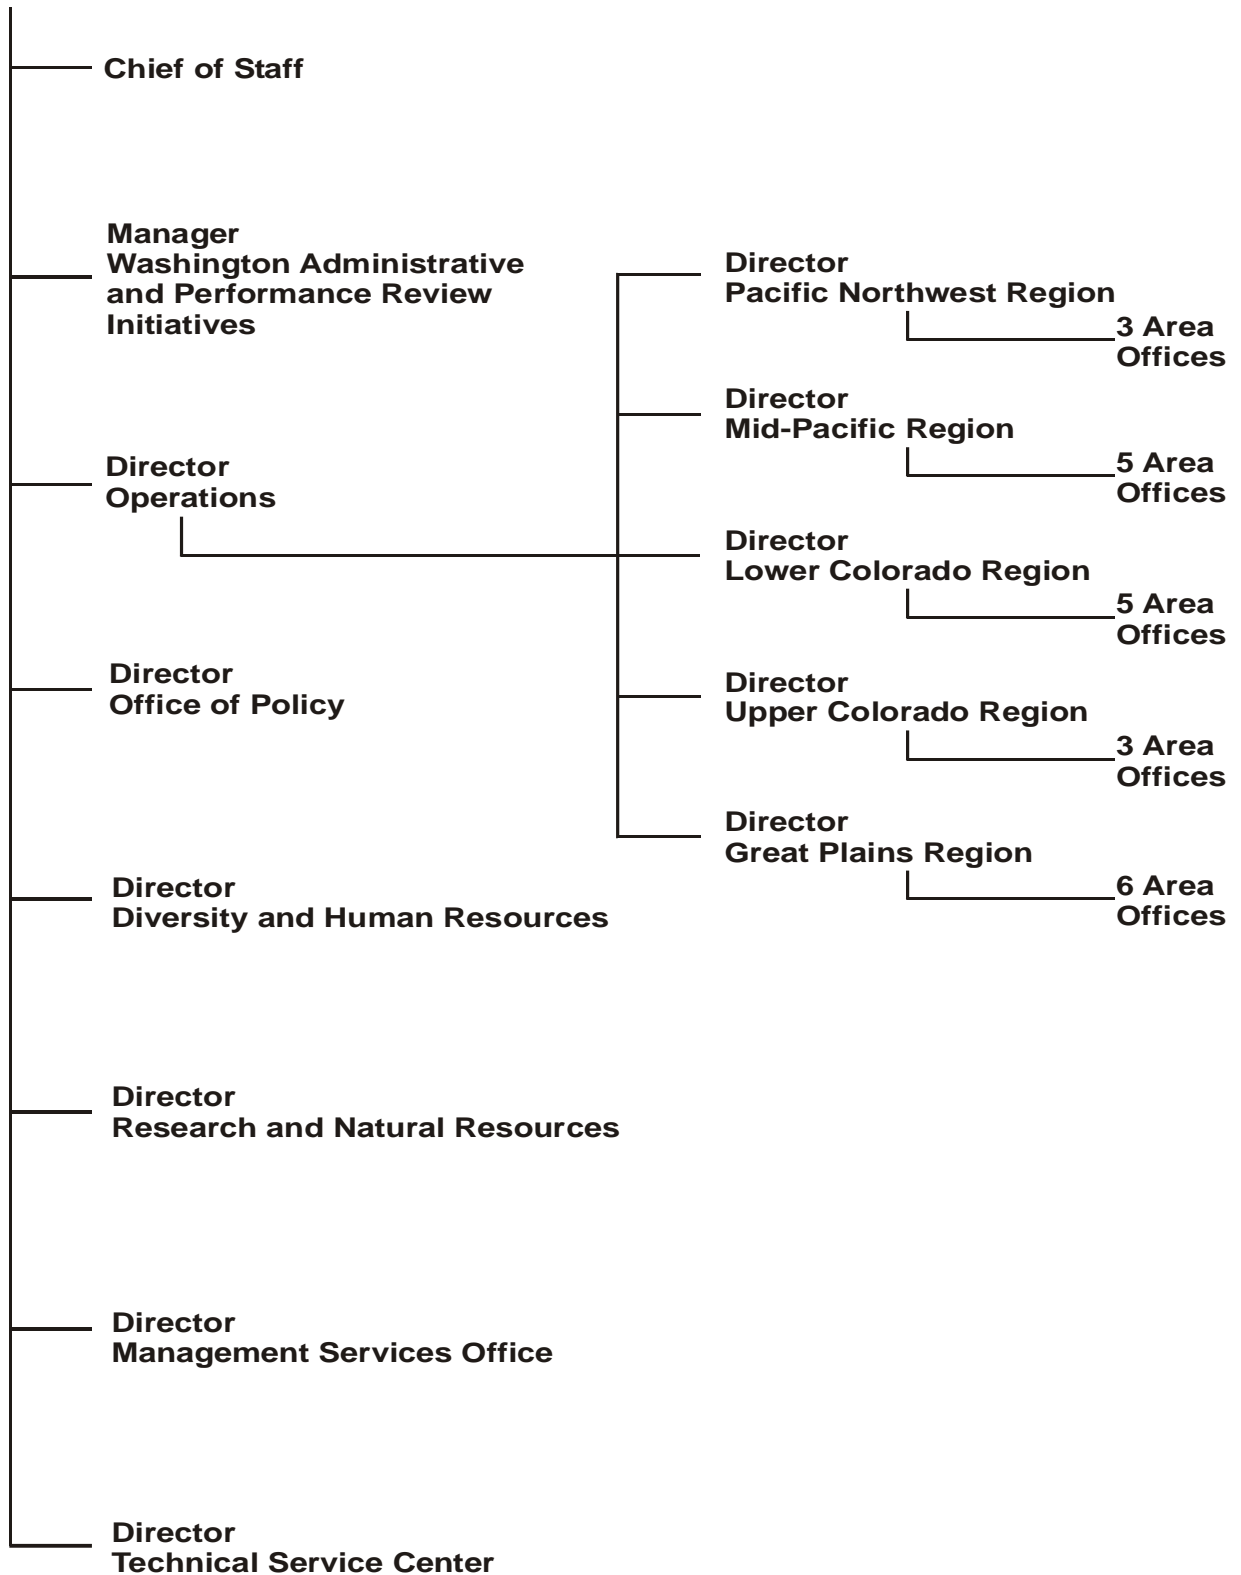 Chief of Staff
Manager
Washington Administrative
and Performance Review
Initiatives
Director
Operations
Director
Office of Policy
Director
Diversity and Human Resources
Director
Research and Natural Resources
Director
Management Services Office
Director
Technical Service Center
Director
Pacific Northwest Region
3 Area
Offices
Director
Mid-Pacific Region
5 Area
Offices
Director
Lower Colorado Region
5 Area
Offices
Director
Upper Colorado Region
3 Area
Offices
Director
Great Plains Region
6 Area
Offices